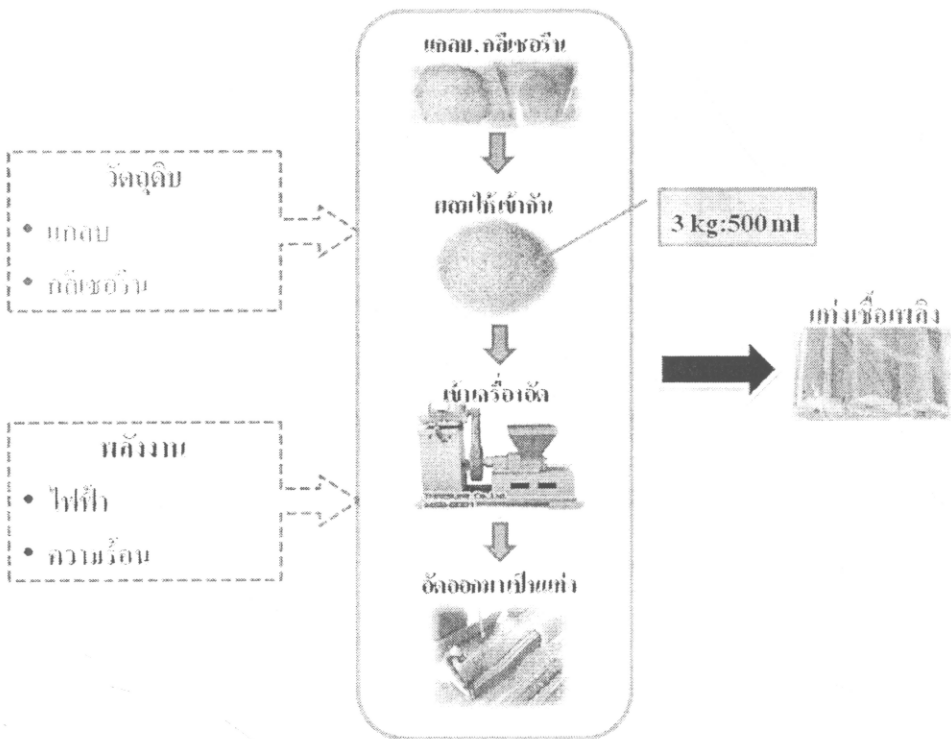 แกลบ,กลีเซอรีน
วัตถุดิบ
• แกลบ
• กลีเซอรีน
ผสมให้เข้ากัน
3 kg:500 ml
แท่งเชื้อเพลิง
เข้าเครื่องอัด
พลังงาน
• ไฟฟ้า
• ความร้อน
อัดออกมาเป็นแท่ง